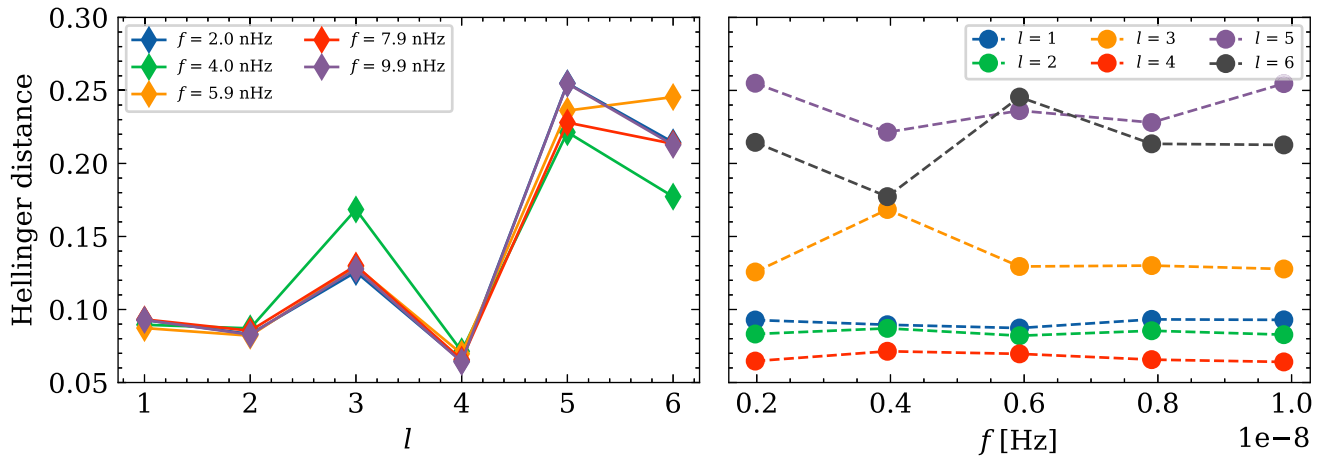 Hellinger distance
0.30
0.25
0.20
0.15
0.10
0.05
f = 2.0 nHz
f = 4.0 nHz
f = 5.9 nHz
f = 7.9 nHz
f = 9.9 nHz
1 2 3 4 5 6
l
l = 1
l = 2
l = 3
l = 4
l = 5
l = 6
0.2 0.4 0.6 0.8 1.0
f [Hz]
1e−8